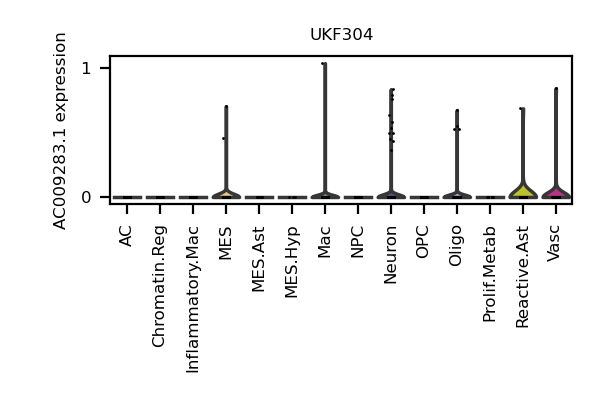 UKF304
AC009283.1 expression
1
0
AC
Chromatin.Reg
Inflammatory.Mac
MES
MES.Ast
MES.Hyp
Mac
NPC
Neuron
OPC
Oligo
Prolif.Metab
Reactive.Ast
Vasc